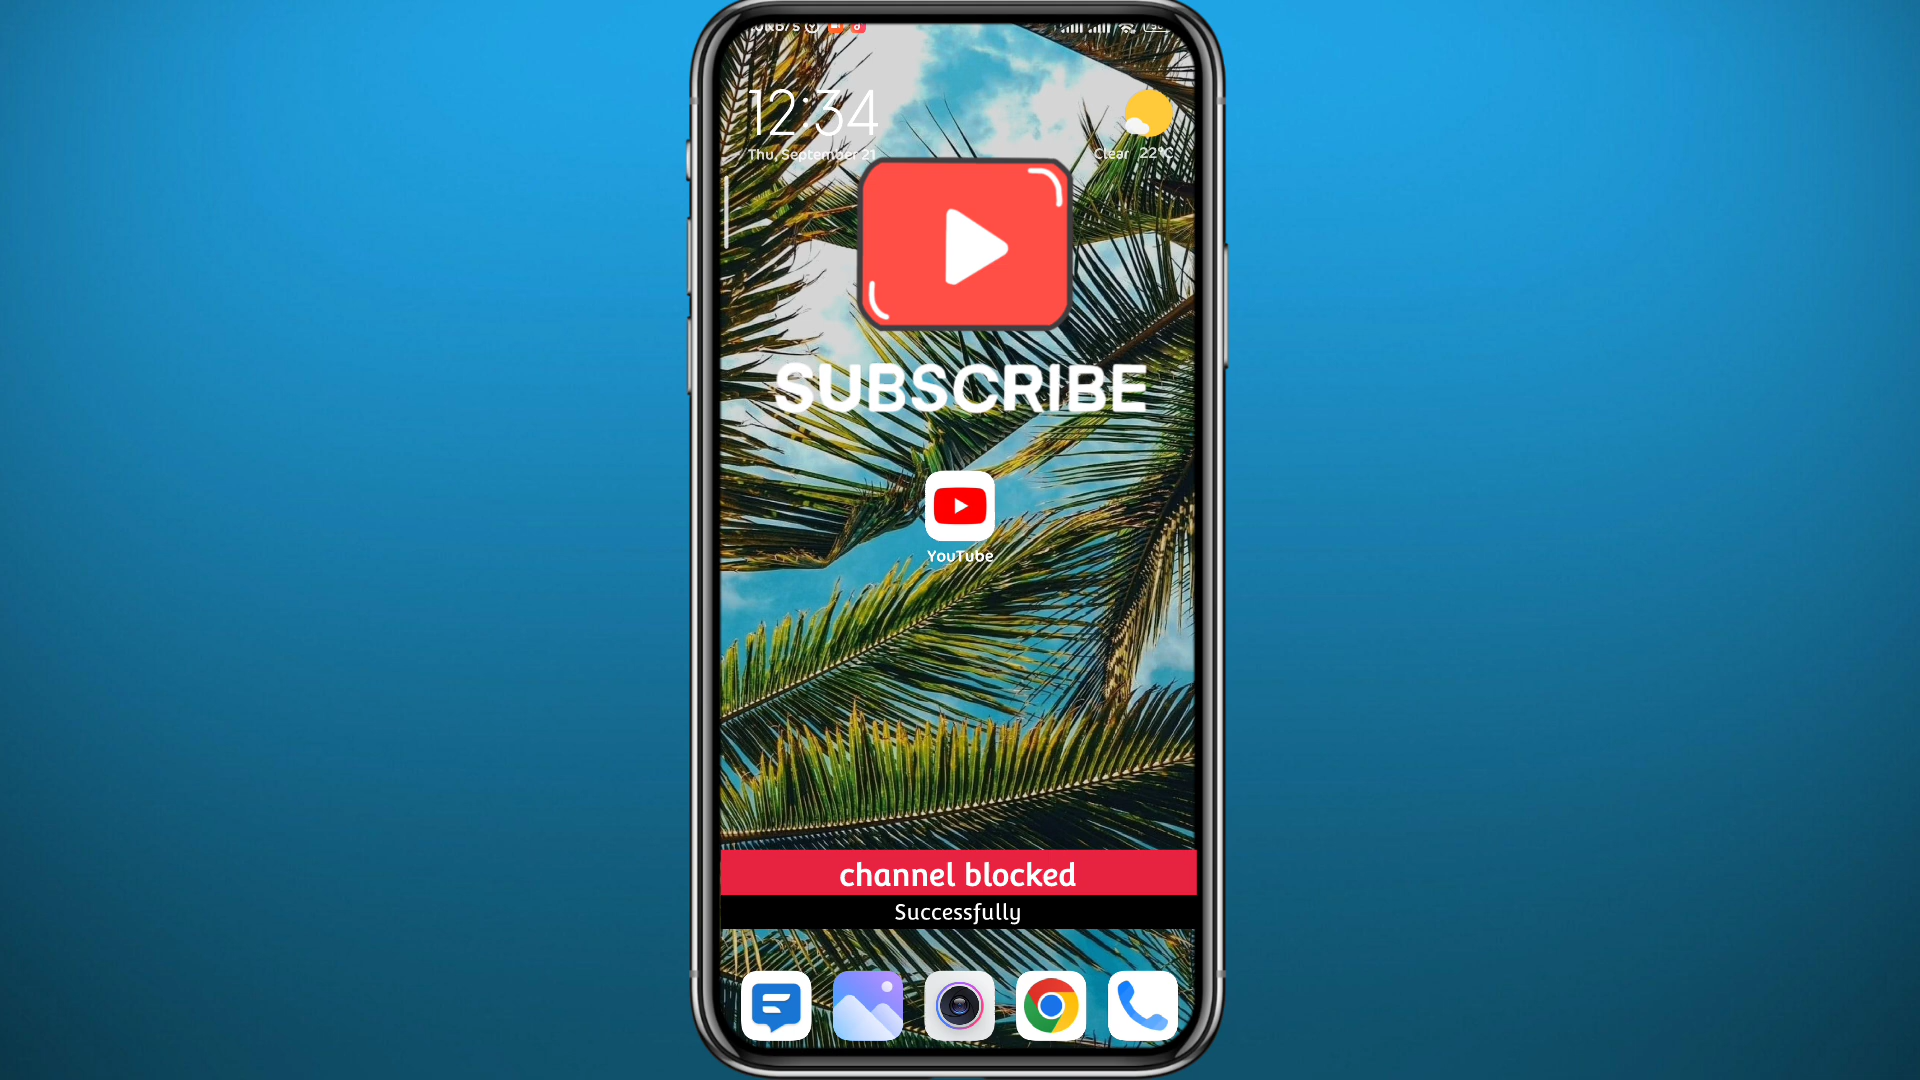 12:34
Thu, September 21
Clear 22°C
SUBSCRIBE
YouTube
channel blocked
Successfully